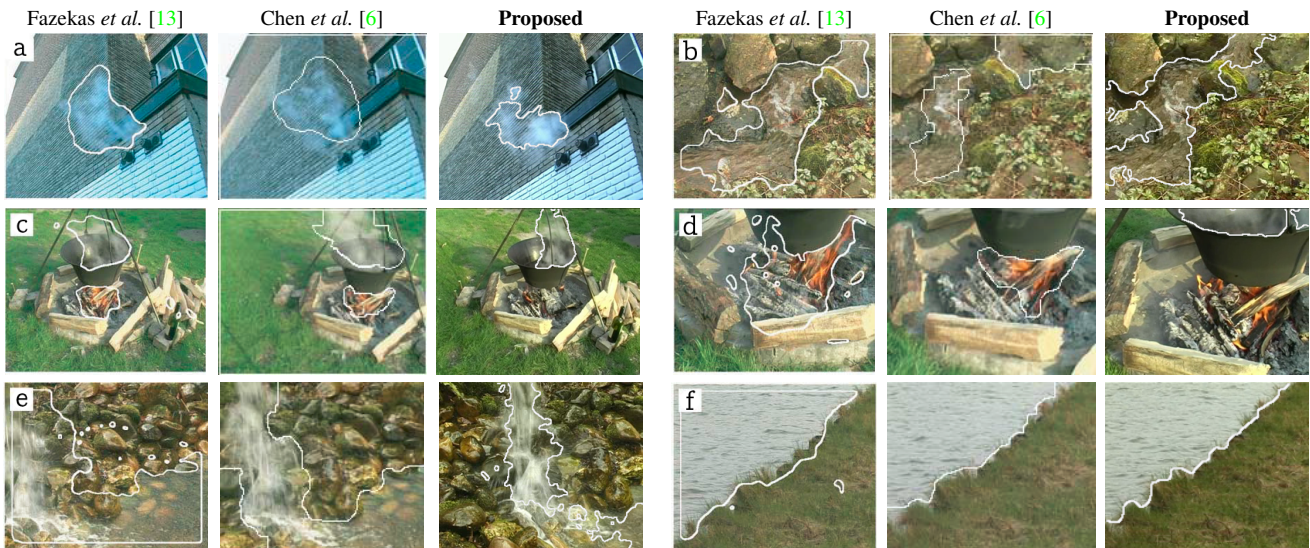 Fazekas et al. [13] Chen et al. [6] Proposed Fazekas et al. [13] Chen et al. [6] Proposed
a
b
c
d
e
f